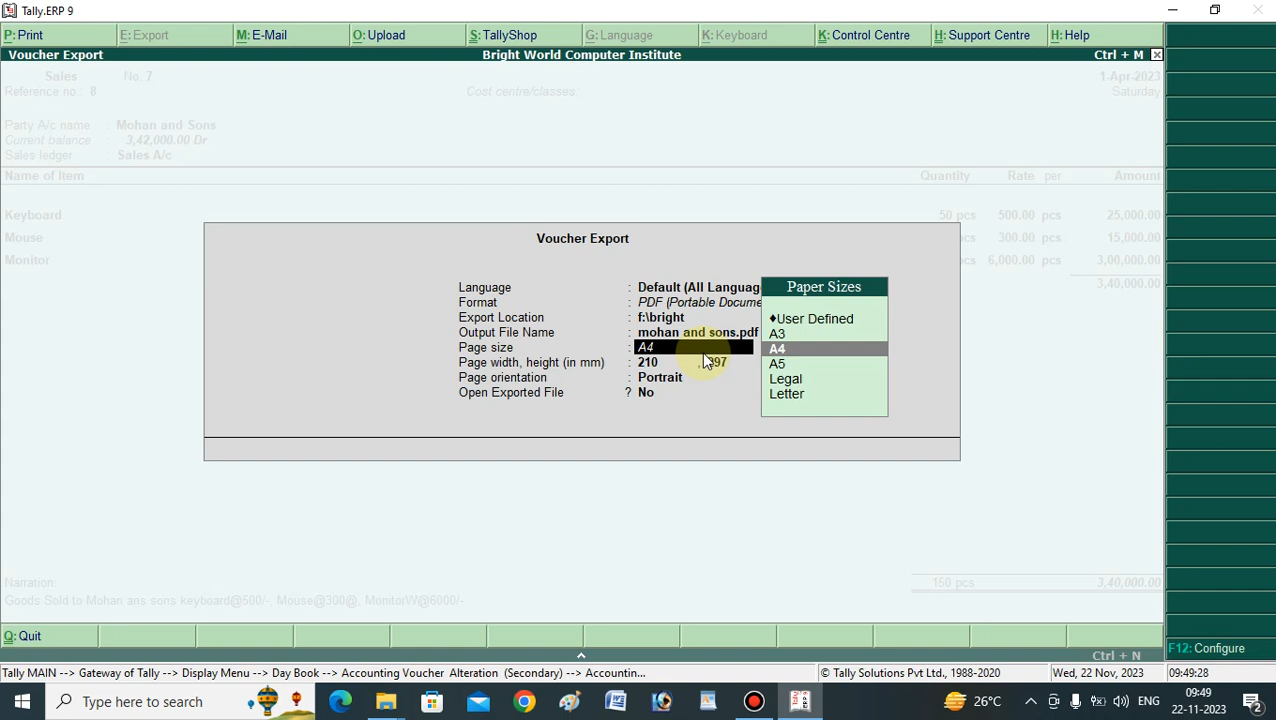 Tally.ERP 9
P: Print E: Export M: E-Mail O: Upload S: TallyShop G: Language K: Keyboard K: Control Centre H: Support Centre H: Help
Voucher Export Bright World Computer Institute Ctrl + M
Sales No. 7 1-Apr-2023
Reference no.: 8 Cost centre/classes: Saturday
Party A/c name : Mohan and Sons
Current balance : 3,42,000.00 Dr
Sales ledger : Sales A/c
Name of Item Quantity Rate per Amount
Keyboard 50 pcs 500.00 pcs 25,000.00
Mouse pcs 300.00 pcs 15,000.00
Monitor pcs 6,000.00 pcs 3,00,000.00
3,40,000.00
Voucher Export
Language : Default (All Languag
Format : PDF (Portable Docume
Export Location : f:\bright
Output File Name : mohan and sons.pdf
Page size : A4
Page width, height (in mm) : 210 , 297
Page orientation : Portrait
Open Exported File ? No
Paper Sizes
♦User Defined
A3
A4
A5
Legal
Letter
Narration: 150 pcs 3,40,000.00
Goods Sold to Mohan ans sons keyboard@500/-, Mouse@300@, MonitorW@6000/-
Q: Quit
F12: Configure
Ctrl + N
Tally MAIN --> Gateway of Tally --> Display Menu --> Day Book --> Accounting Voucher Alteration (Secondary) --> Accountin... © Tally Solutions Pvt Ltd., 1988-2020 Wed, 22 Nov, 2023 09:49:28
Type here to search 26°C ENG 09:49
22-11-2023 2